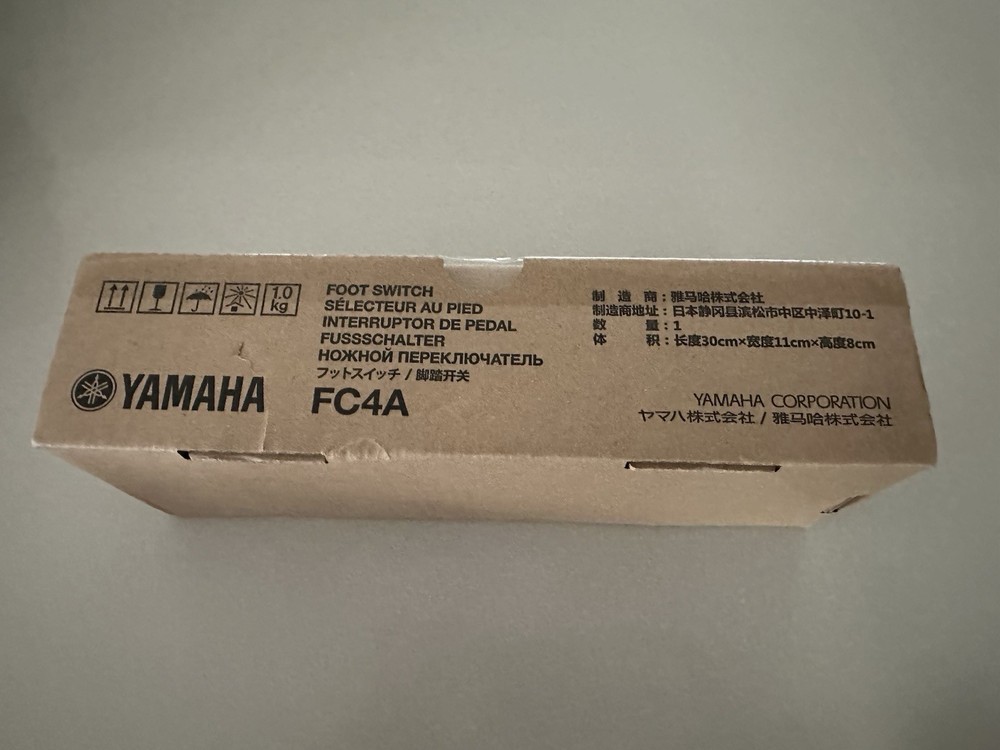 1.0
kg
YAMAHA
FOOT SWITCH
SÉLECTEUR AU PIED
INTERRUPTOR DE PEDAL
FUSSSCHALTER
НОЖНОЙ ПЕРЕКЛЮЧАТЕЛЬ
フットスイッチ / 脚踏开关
FC4A
制 造 商：雅马哈株式会社
制造商地址：日本静冈县滨松市中区中泽町10-1
数 量：1
体 积：长度30cm×宽度11cm×高度8cm
YAMAHA CORPORATION
ヤマハ株式会社 / 雅马哈株式会社